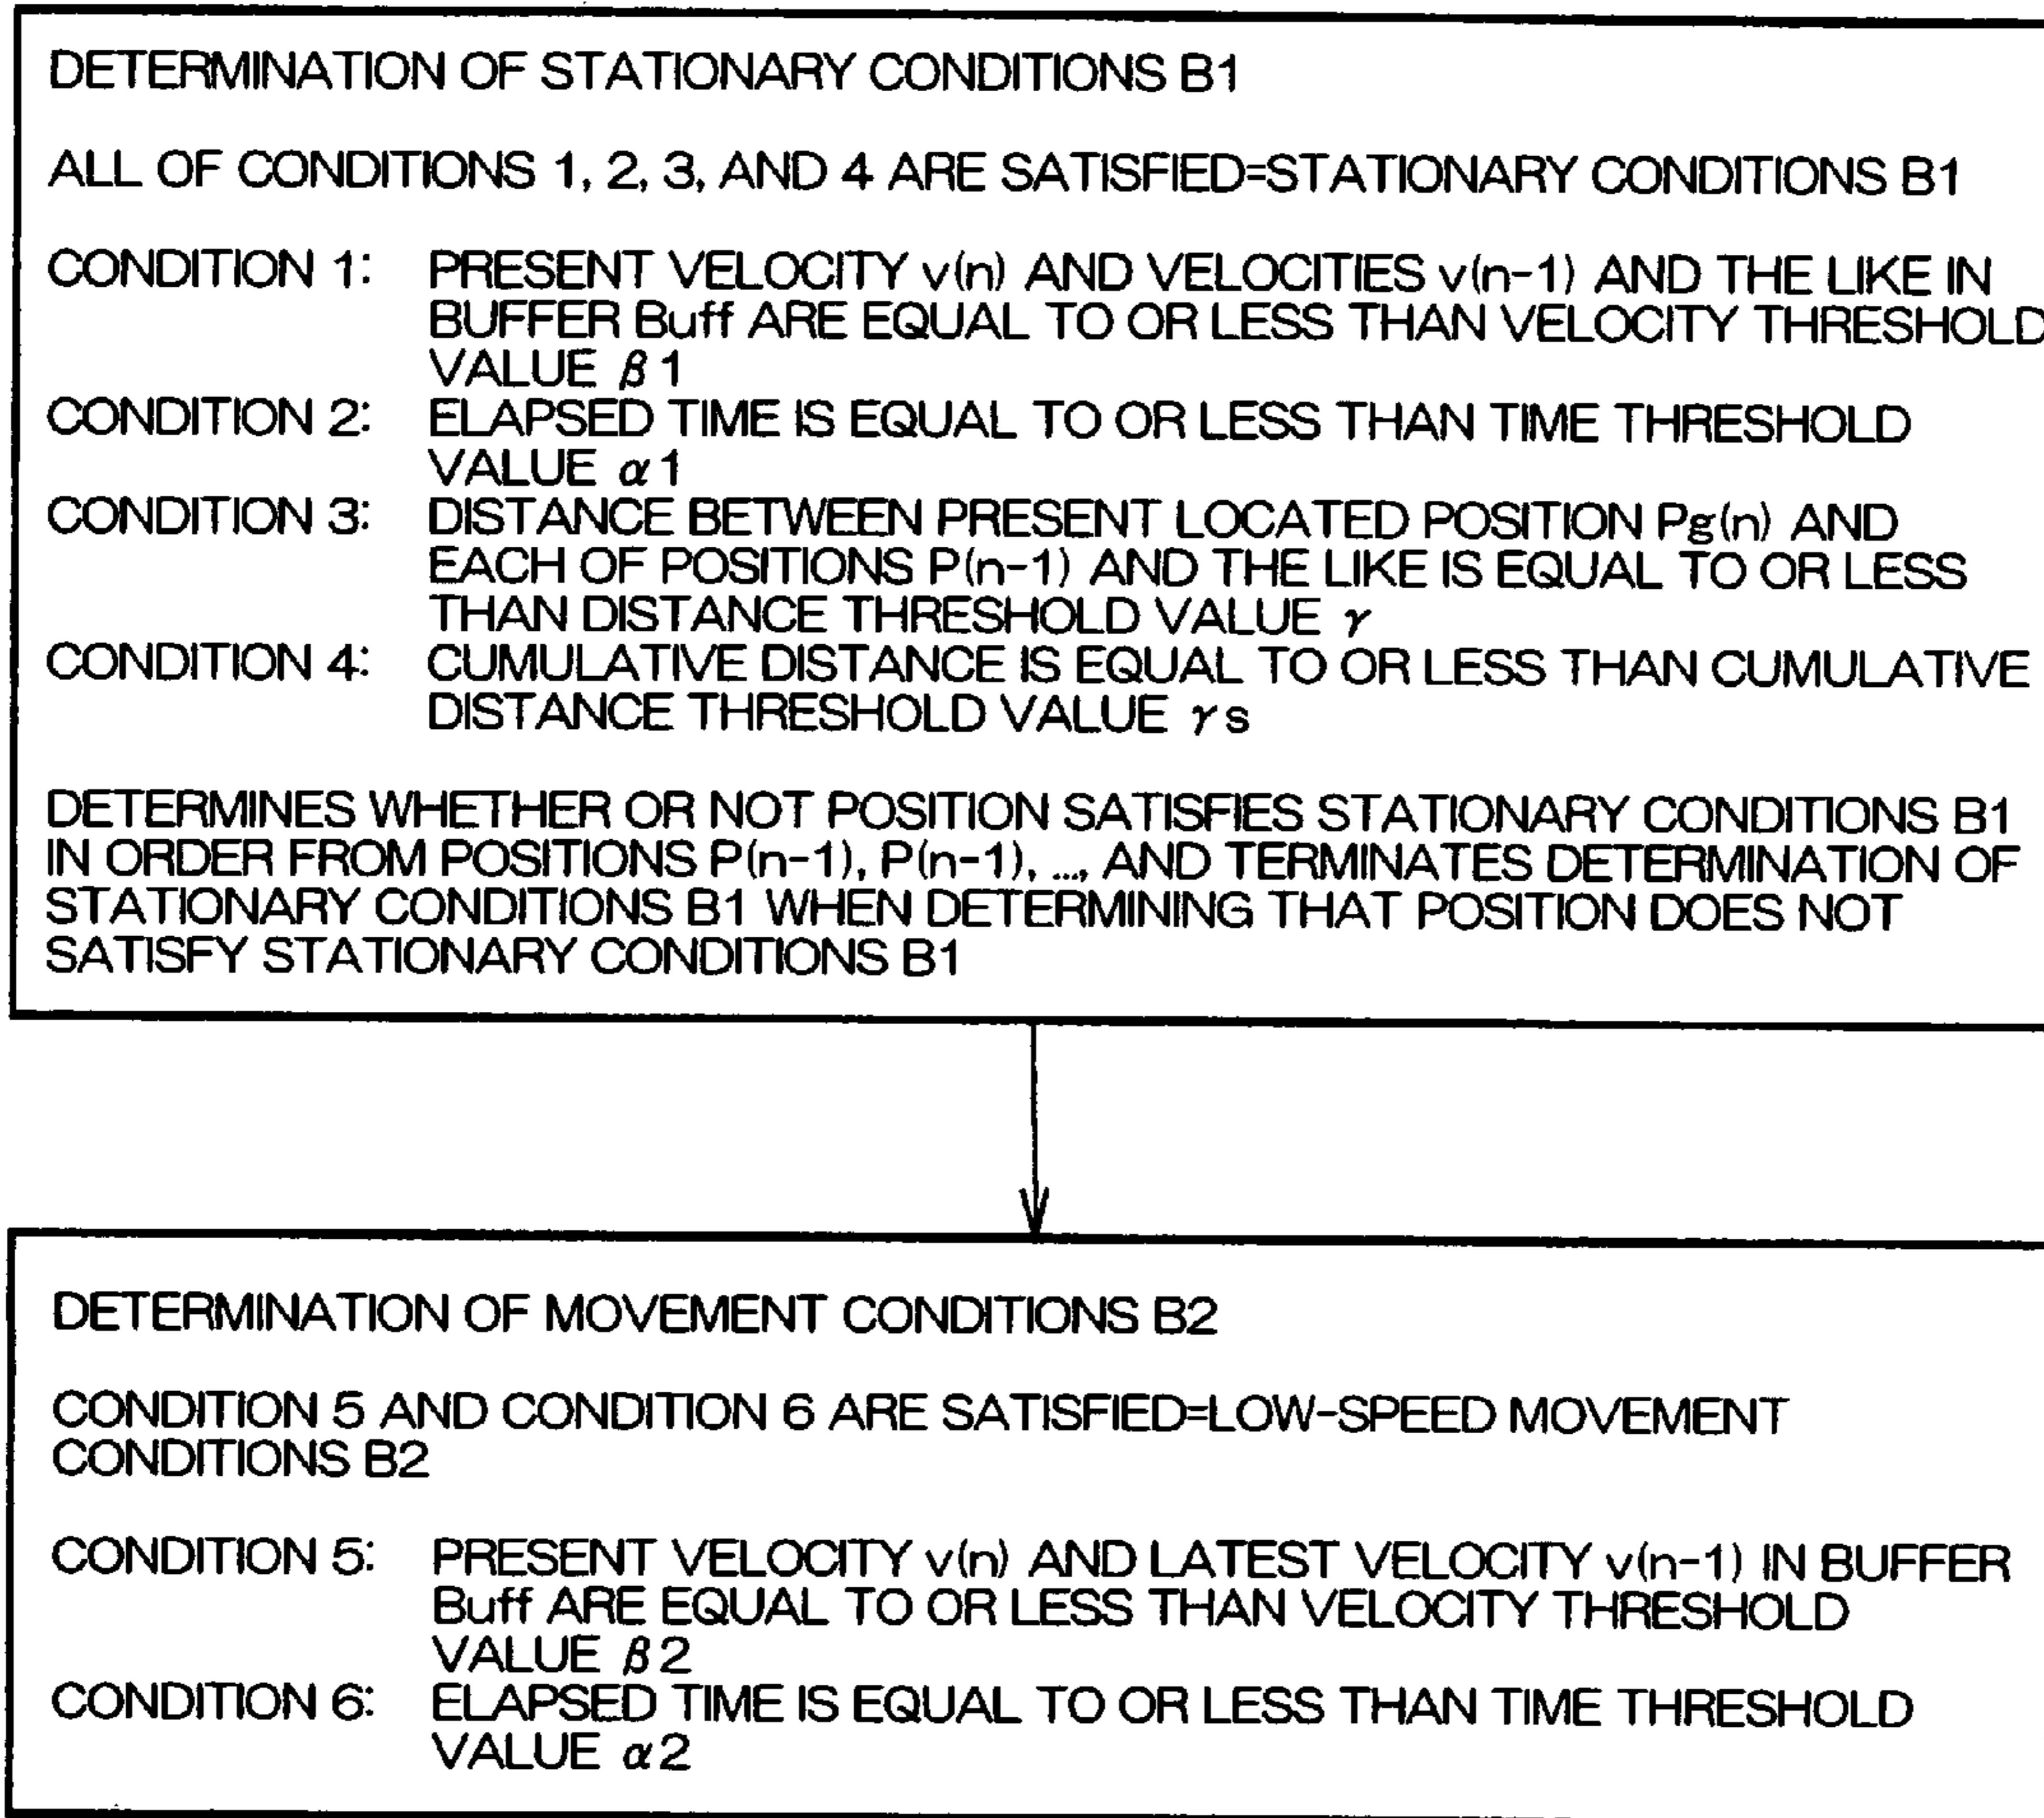 DETERMINATION OF STATIONARY CONDITIONS B1
ALL OF CONDITIONS 1, 2, 3, AND 4 ARE SATISFIED=STATIONARY CONDITIONS B1
CONDITION 1: PRESENT VELOCITY v(n) AND VELOCITIES v(n-1) AND THE LIKE IN
BUFFER Buff ARE EQUAL TO OR LESS THAN VELOCITY THRESHOLD
VALUE β1
CONDITION 2: ELAPSED TIME IS EQUAL TO OR LESS THAN TIME THRESHOLD
VALUE α1
CONDITION 3: DISTANCE BETWEEN PRESENT LOCATED POSITION Pg(n) AND
EACH OF POSITIONS P(n-1) AND THE LIKE IS EQUAL TO OR LESS
THAN DISTANCE THRESHOLD VALUE γ
CONDITION 4: CUMULATIVE DISTANCE IS EQUAL TO OR LESS THAN CUMULATIVE
DISTANCE THRESHOLD VALUE γs
DETERMINES WHETHER OR NOT POSITION SATISFIES STATIONARY CONDITIONS B1
IN ORDER FROM POSITIONS P(n-1), P(n-1), ..., AND TERMINATES DETERMINATION OF
STATIONARY CONDITIONS B1 WHEN DETERMINING THAT POSITION DOES NOT
SATISFY STATIONARY CONDITIONS B1
DETERMINATION OF MOVEMENT CONDITIONS B2
CONDITION 5 AND CONDITION 6 ARE SATISFIED=LOW-SPEED MOVEMENT
CONDITIONS B2
CONDITION 5: PRESENT VELOCITY v(n) AND LATEST VELOCITY v(n-1) IN BUFFER
Buff ARE EQUAL TO OR LESS THAN VELOCITY THRESHOLD
VALUE β2
CONDITION 6: ELAPSED TIME IS EQUAL TO OR LESS THAN TIME THRESHOLD
VALUE α2